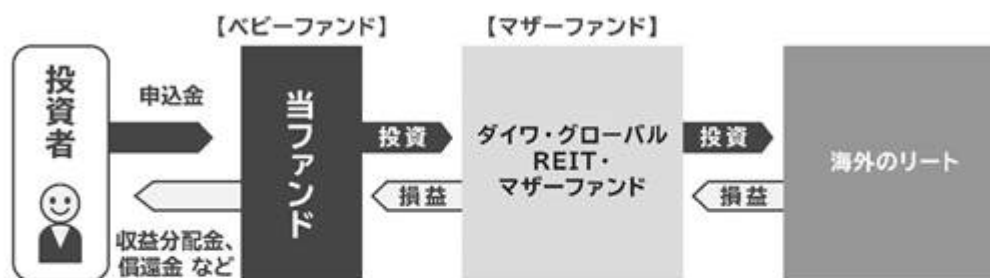 【ベビーファンド】
【マザーファンド】
投資者
申込金
収益分配金、
償還金 など
当ファンド
投資
損益
ダイワ・グローバル
REIT・
マザーファンド
投資
損益
海外のリート